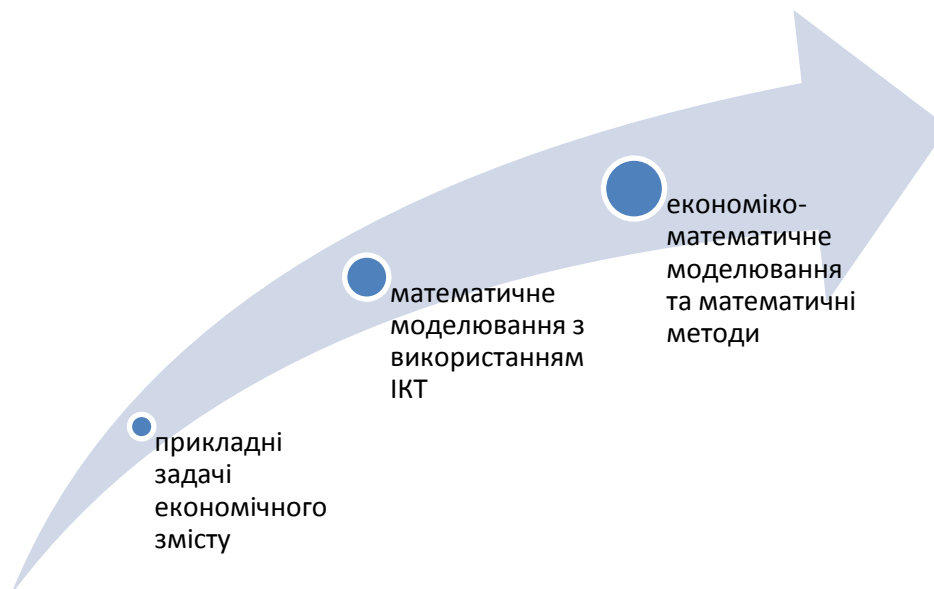 прикладні
задачі
економічного
змісту
математичне
моделювання з
використанням
ІКТ
економіко-
математичне
моделювання
та математичні
методи